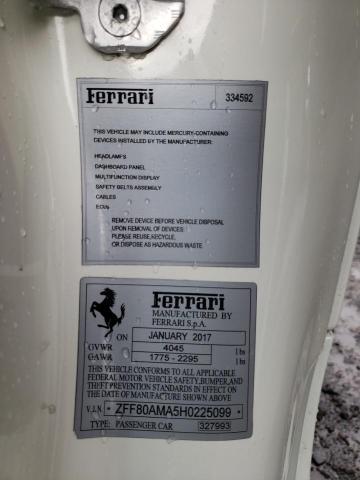 Ferrari 334592
THIS VEHICLE MAY INCLUDE MERCURY-CONTAINING
DEVICES INSTALLED BY THE MANUFACTURER:
HEADLAMPS
DASHBOARD PANEL
MULTIFUNCTION DISPLAY
SAFETY BELTS ASSEMBLY
CABLES
ECUs
REMOVE DEVICE BEFORE VEHICLE DISPOSAL
UPON REMOVAL OF DEVICES:
PLEASE REUSE, RECYCLE,
OR DISPOSE AS HAZARDOUS WASTE
Ferrari
MANUFACTURED BY
FERRARI S.p.A.
ON JANUARY 2017
GVWR 4045 lbs
GAWR 1775 - 2295 lbs
THIS VEHICLE CONFORMS TO ALL APPLICABLE
FEDERAL MOTOR VEHICLE SAFETY,BUMPER,AND
THEFT PREVENTION STANDARDS IN EFFECT ON
THE DATE OF MANUFACTURE SHOWN ABOVE
V.I.N. * ZFF80AMA5H0225099 *
TYPE: PASSENGER CAR 327993